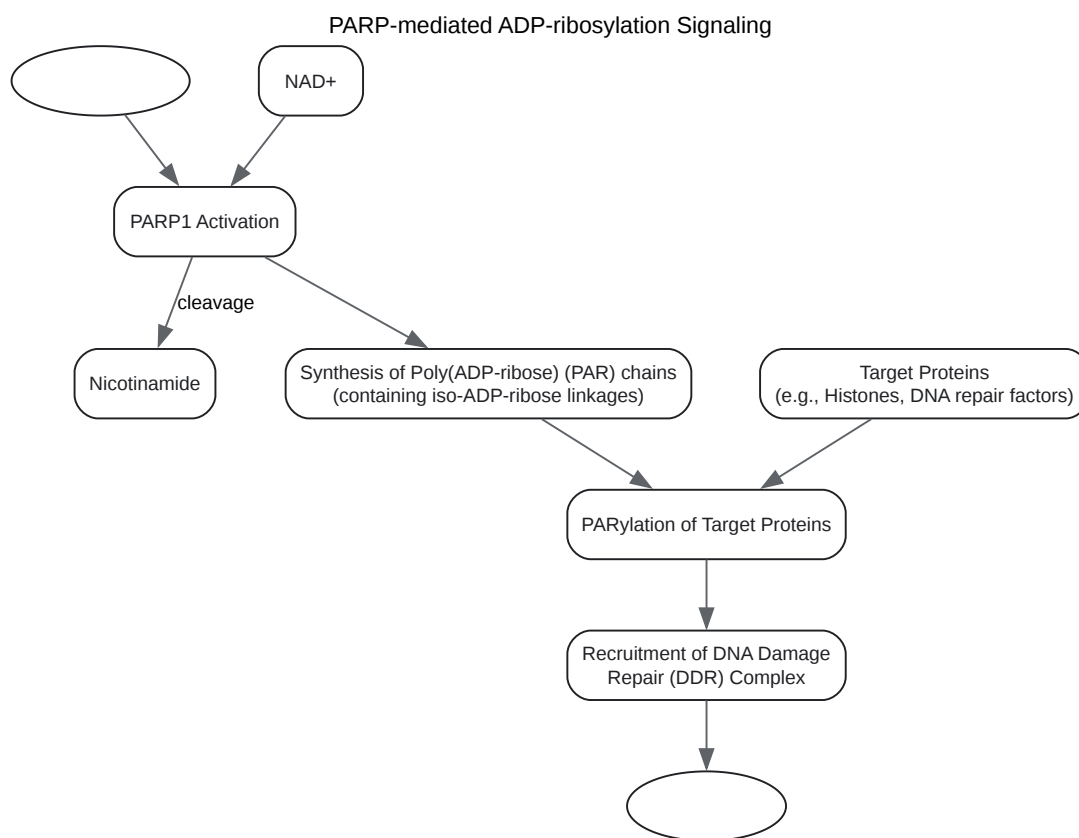 PARP-mediated ADP-ribosylation Signaling
NAD+
PARP1 Activation
cleavage
Nicotinamide
Synthesis of Poly(ADP-ribose) (PAR) chains
(containing iso-ADP-ribose linkages)
Target Proteins
(e.g., Histones, DNA repair factors)
PARylation of Target Proteins
Recruitment of DNA Damage
Repair (DDR) Complex